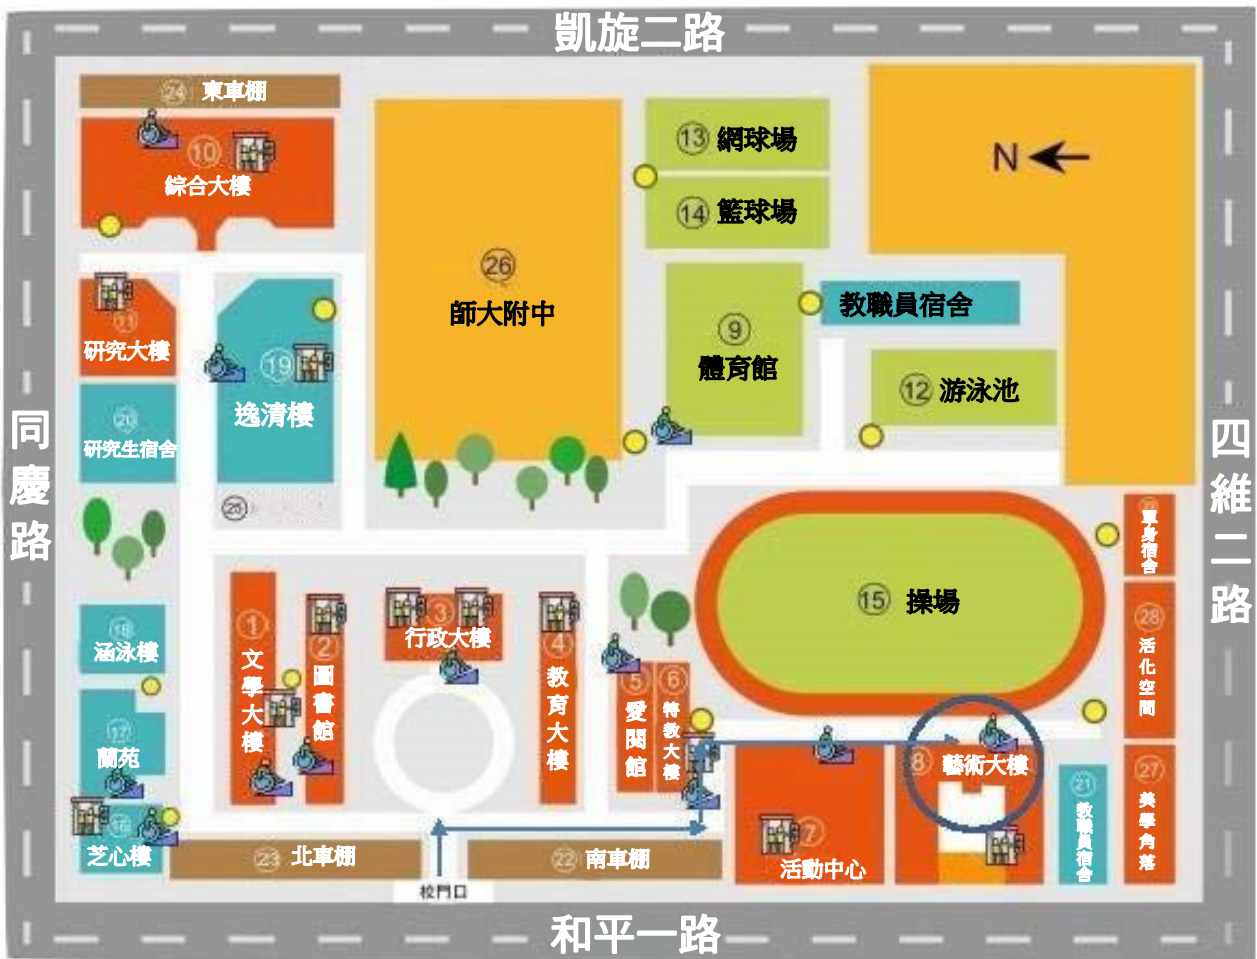 凱旋二路
24 東車棚
10
綜合大樓
13 網球場
14 籃球場
N
26
師大附中
11
研究大樓
19
逸清樓
9
體育館
教職員宿舍
12 游泳池
20
研究生宿舍
25
同慶路
四維二路
單身宿舍
15 操場
28
活化空間
18
涵泳樓
1
文學大樓
2
圖書館
3
行政大樓
4
教育大樓
5
愛閱館
6
特教大樓
17
蘭苑
8 藝術大樓
21
教職員宿舍
27
美學角落
16
芝心樓
7
活動中心
23 北車棚
22 南車棚
校門口
和平一路